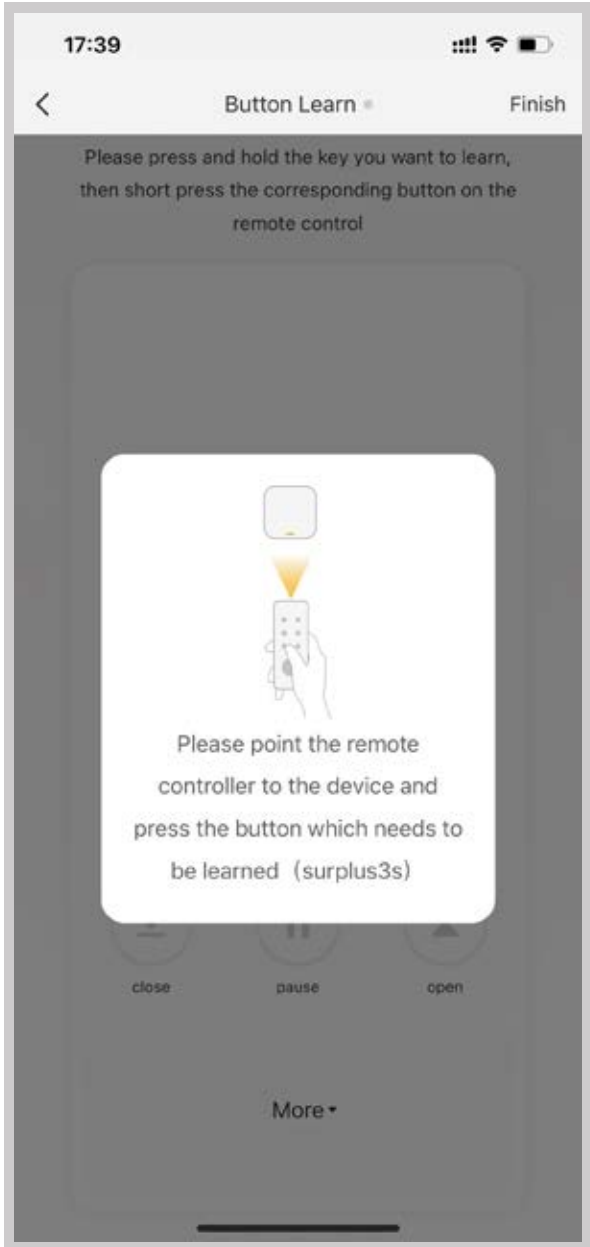 17:39
Button Learn
Finish
Please press and hold the key you want to learn,
then short press the corresponding button on the
remote control
Please point the remote
controller to the device and
press the button which needs to
be learned（surplus3s）
close
pause
open
More